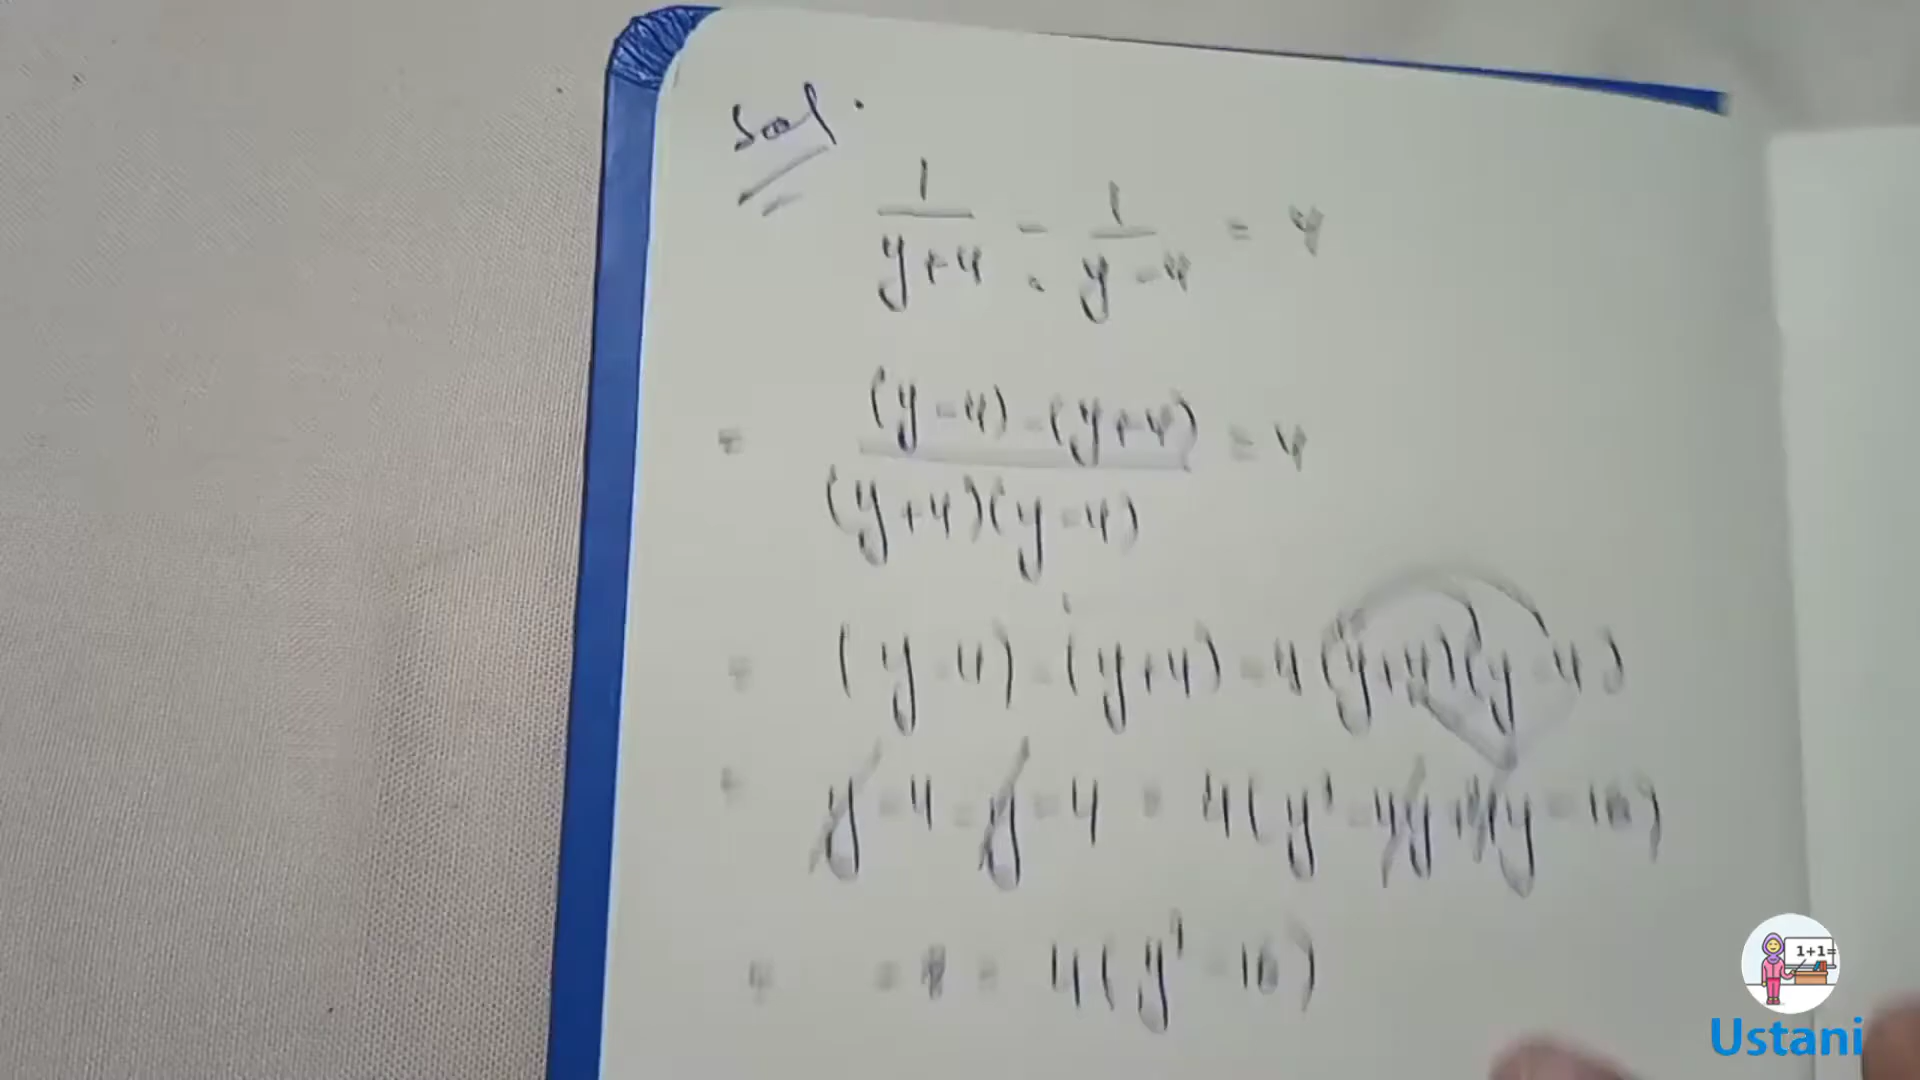 Sol.
1/(y+4) - 1/(y-4) = 4
= ((y-4) - (y+4))/((y+4)(y-4)) = 4
= (y-4) - (y+4) = 4(y+4)(y-4)
= y-4-y-4 = 4(y² - 4y + 4y - 16)
= -8 = 4(y² - 16)
1+1=
Ustani